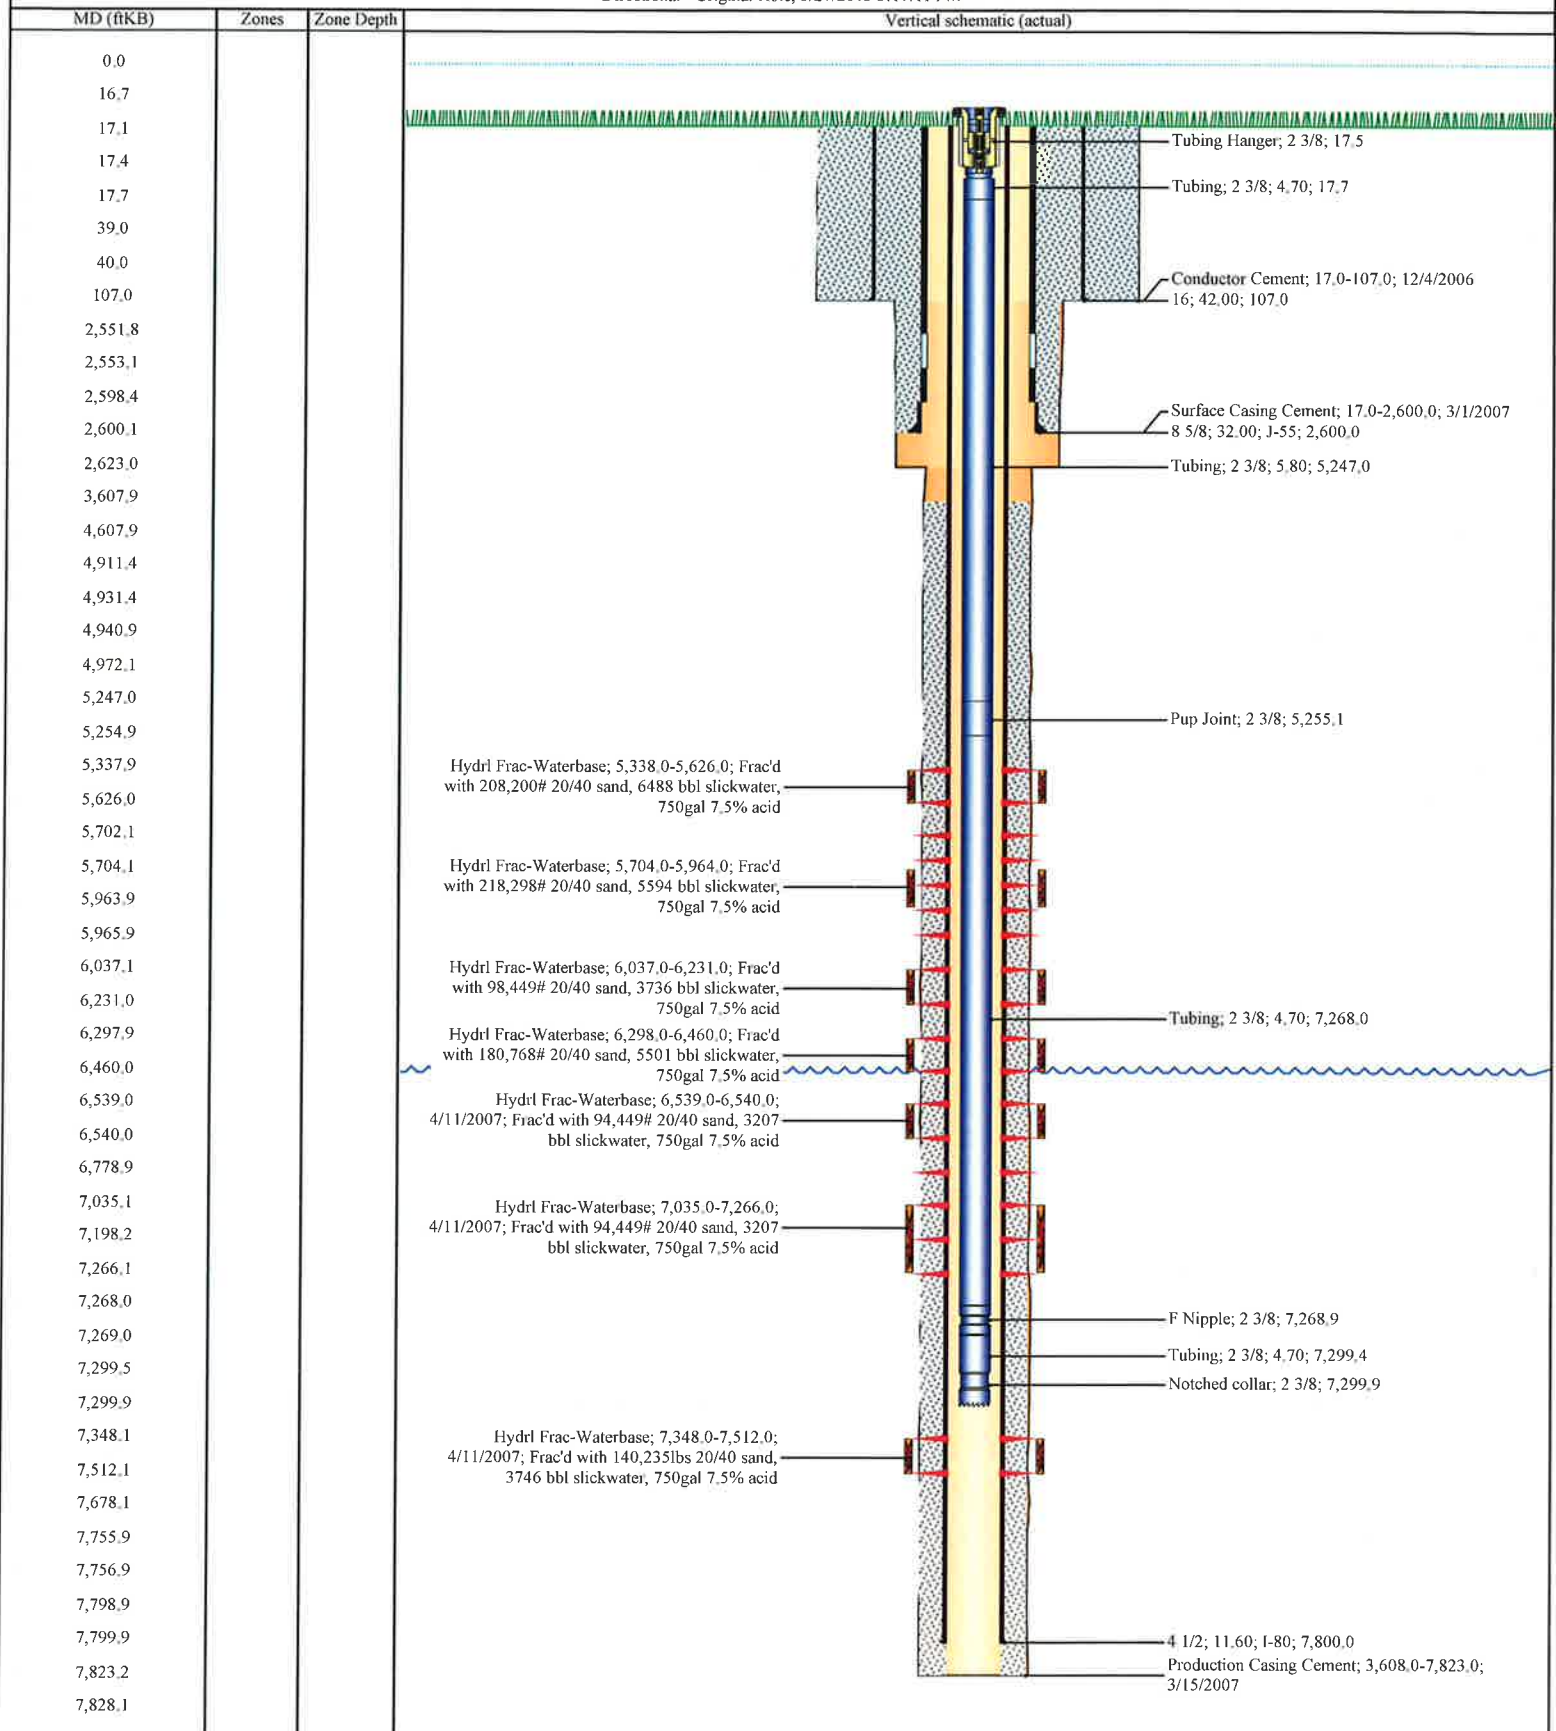 MD (ftKB) Zones Zone Depth Vertical schematic (actual)
0.0
16.7
17.1
17.4
17.7
39.0
40.0
107.0
2,551.8
2,553.1
2,598.4
2,600.1
2,623.0
3,607.9
4,607.9
4,911.4
4,931.4
4,940.9
4,972.1
5,247.0
5,254.9
5,337.9
5,626.0
5,702.1
5,704.1
5,963.9
5,965.9
6,037.1
6,231.0
6,297.9
6,460.0
6,539.0
6,540.0
6,778.9
7,035.1
7,198.2
7,266.1
7,268.0
7,269.0
7,299.5
7,299.9
7,348.1
7,512.1
7,678.1
7,755.9
7,756.9
7,798.9
7,799.9
7,823.2
7,828.1
Hydrl Frac-Waterbase; 5,338.0-5,626.0; Frac'd
with 208,200# 20/40 sand, 6488 bbl slickwater,
750gal 7.5% acid
Hydrl Frac-Waterbase; 5,704.0-5,964.0; Frac'd
with 218,298# 20/40 sand, 5594 bbl slickwater,
750gal 7.5% acid
Hydrl Frac-Waterbase; 6,037.0-6,231.0; Frac'd
with 98,449# 20/40 sand, 3736 bbl slickwater,
750gal 7.5% acid
Hydrl Frac-Waterbase; 6,298.0-6,460.0; Frac'd
with 180,768# 20/40 sand, 5501 bbl slickwater,
750gal 7.5% acid
Hydrl Frac-Waterbase; 6,539.0-6,540.0;
4/11/2007; Frac'd with 94,449# 20/40 sand, 3207
bbl slickwater, 750gal 7.5% acid
Hydrl Frac-Waterbase; 7,035.0-7,266.0;
4/11/2007; Frac'd with 94,449# 20/40 sand, 3207
bbl slickwater, 750gal 7.5% acid
Hydrl Frac-Waterbase; 7,348.0-7,512.0;
4/11/2007; Frac'd with 140,235lbs 20/40 sand,
3746 bbl slickwater, 750gal 7.5% acid
Tubing Hanger; 2 3/8; 17.5
Tubing; 2 3/8; 4.70; 17.7
Conductor Cement; 17.0-107.0; 12/4/2006
16; 42.00; 107.0
Surface Casing Cement; 17.0-2,600.0; 3/1/2007
8 5/8; 32.00; J-55; 2,600.0
Tubing; 2 3/8; 5.80; 5,247.0
Pup Joint; 2 3/8; 5,255.1
Tubing; 2 3/8; 4.70; 7,268.0
F Nipple; 2 3/8; 7,268.9
Tubing; 2 3/8; 4.70; 7,299.4
Notched collar; 2 3/8; 7,299.9
4 1/2; 11.60; I-80; 7,800.0
Production Casing Cement; 3,608.0-7,823.0;
3/15/2007